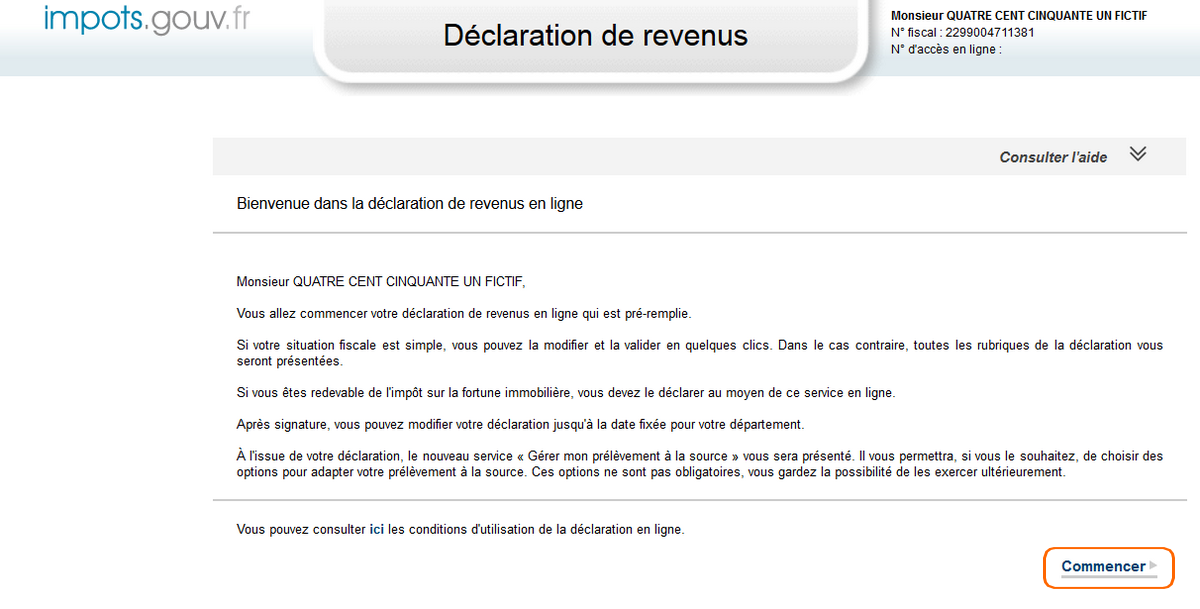 impots.gouv.fr
Déclaration de revenus
Monsieur QUATRE CENT CINQUANTE UN FICTIF
N° fiscal : 2299004711381
N° d'accès en ligne :
Consulter l'aide
Bienvenue dans la déclaration de revenus en ligne
Monsieur QUATRE CENT CINQUANTE UN FICTIF,
Vous allez commencer votre déclaration de revenus en ligne qui est pré-remplie.
Si votre situation fiscale est simple, vous pouvez la modifier et la valider en quelques clics. Dans le cas contraire, toutes les rubriques de la déclaration vous
seront présentées.
Si vous êtes redevable de l'impôt sur la fortune immobilière, vous devez le déclarer au moyen de ce service en ligne.
Après signature, vous pouvez modifier votre déclaration jusqu'à la date fixée pour votre département.
À l'issue de votre déclaration, le nouveau service « Gérer mon prélèvement à la source » vous sera présenté. Il vous permettra, si vous le souhaitez, de choisir des
options pour adapter votre prélèvement à la source. Ces options ne sont pas obligatoires, vous gardez la possibilité de les exercer ultérieurement.
Vous pouvez consulter ici les conditions d'utilisation de la déclaration en ligne.
Commencer